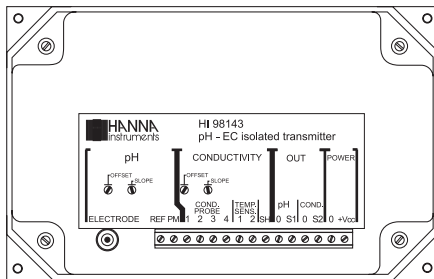 HANNA
instruments
HI 98143
pH - EC isolated transmitter
pH CONDUCTIVITY OUT POWER
OFFSET SLOPE OFFSET SLOPE
COND. PROBE TEMP. SENS. pH COND.
ELECTRODE REF PM 1 2 3 4 1 2 SH 0 S1 0 S2 0 +VDC